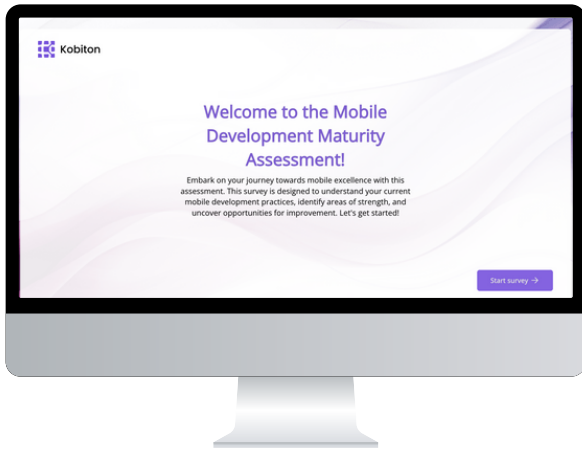 Kobiton
Welcome to the Mobile
Development Maturity
Assessment!
Embark on your journey towards mobile excellence with this
assessment. This survey is designed to understand your current
mobile development practices, identify areas of strength, and
uncover opportunities for improvement. Let's get started!
Start survey →